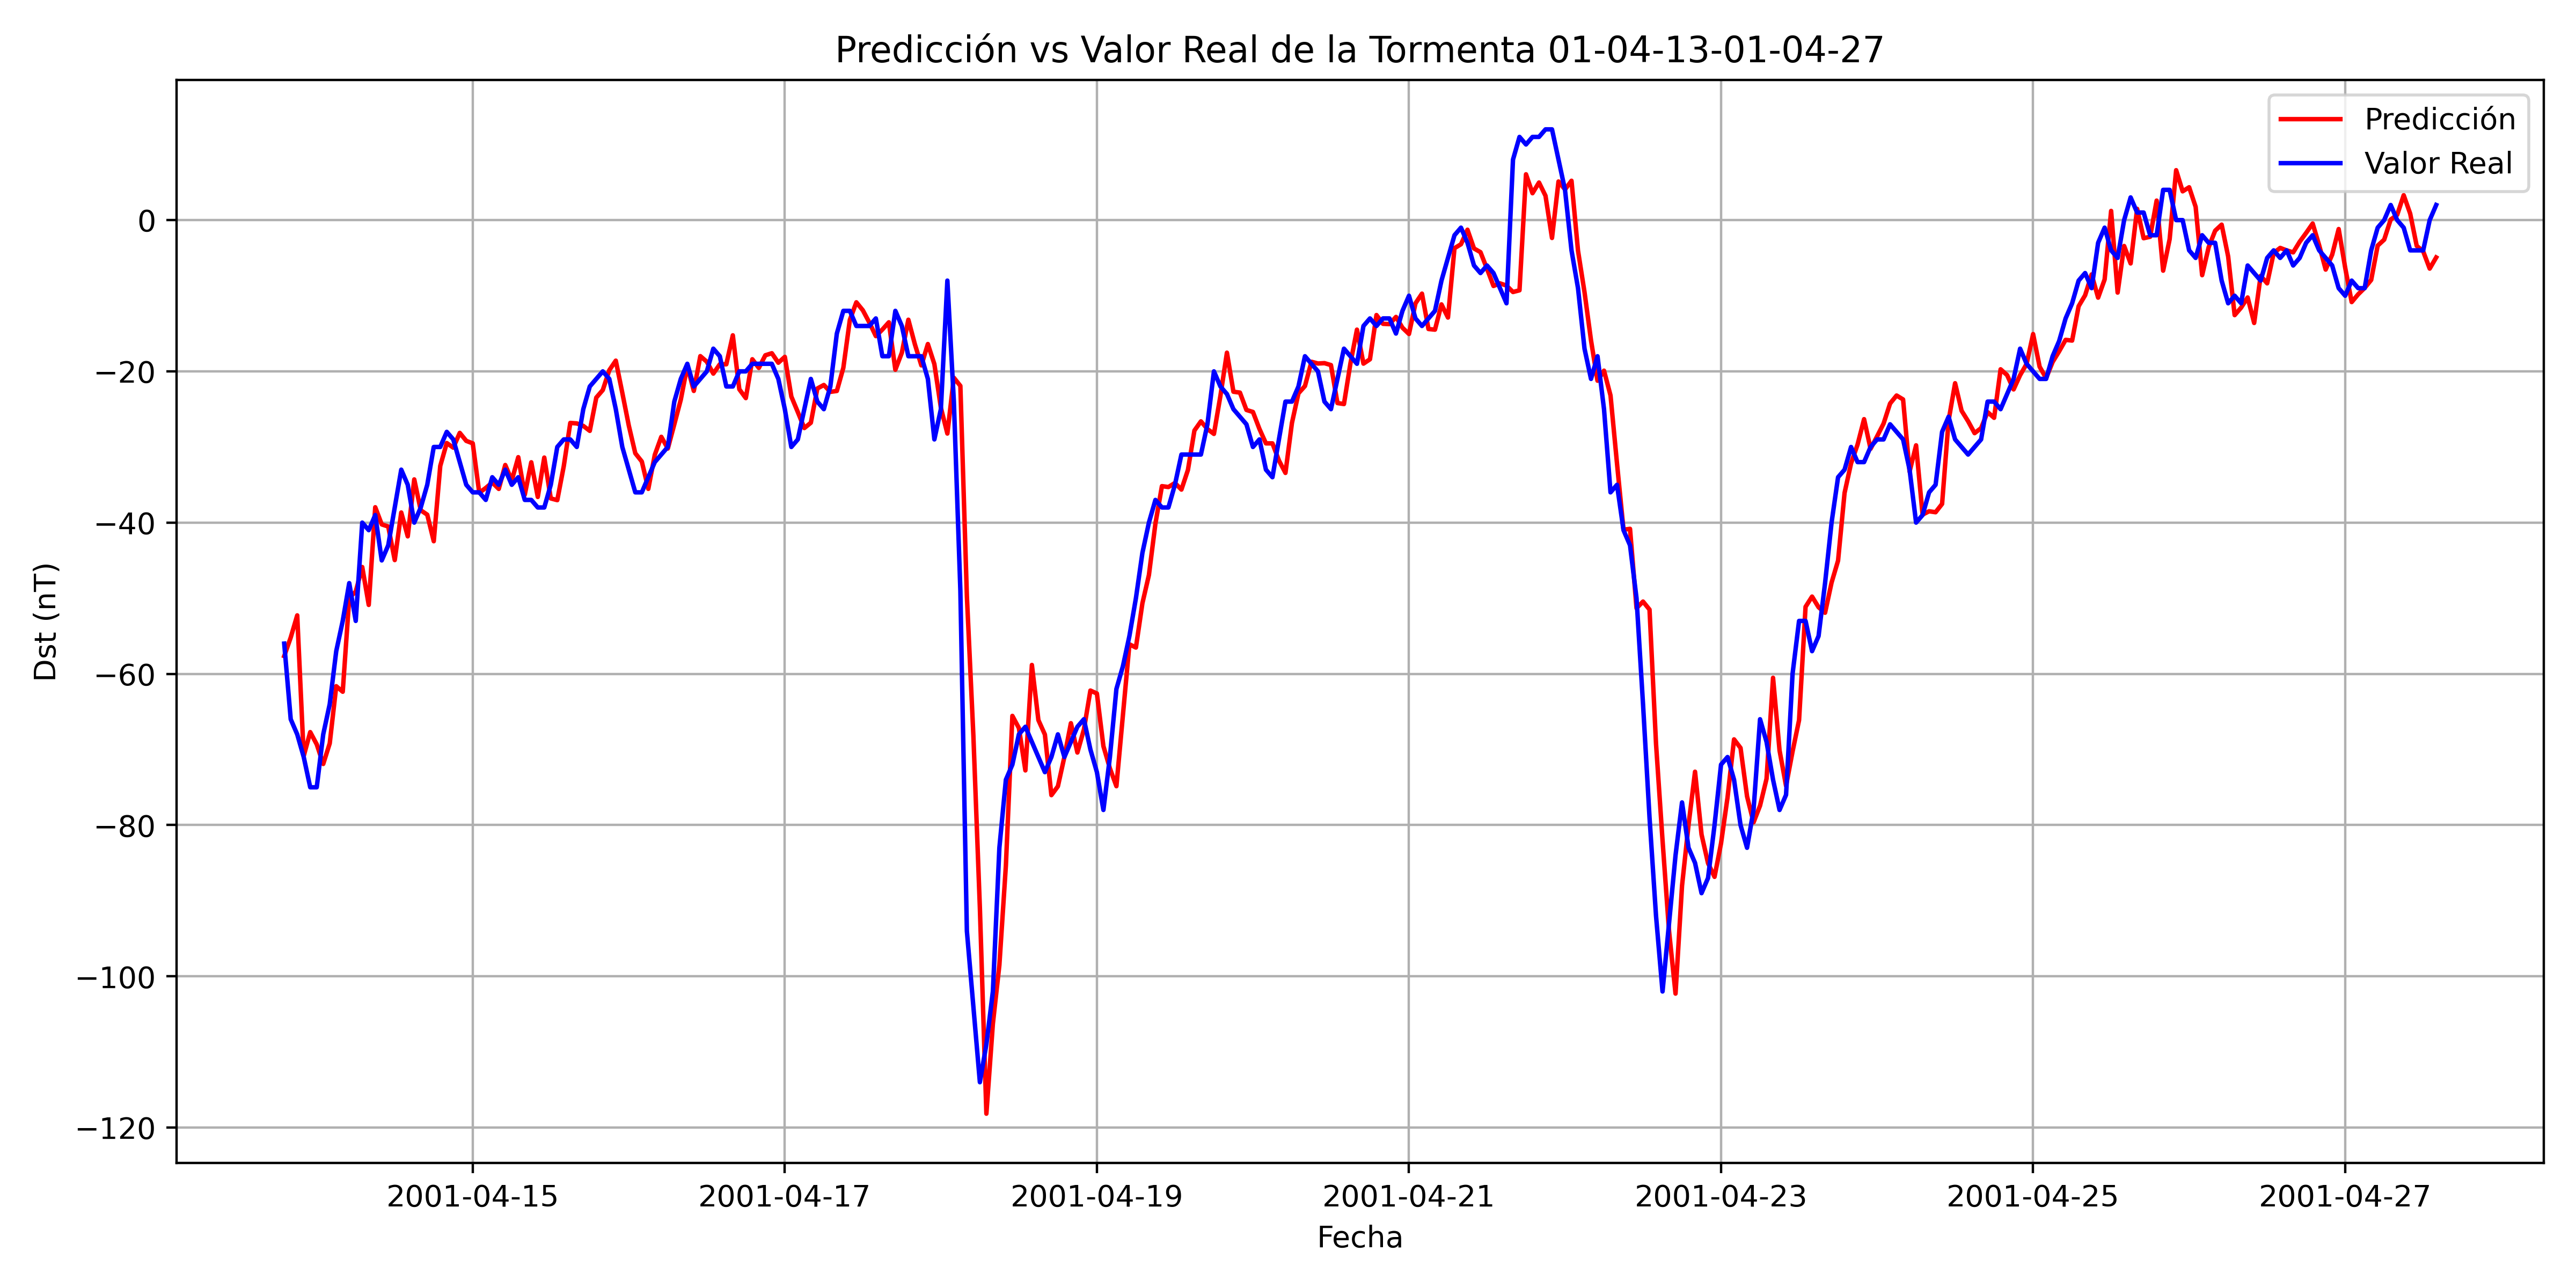 Predicción vs Valor Real de la Tormenta 01-04-13-01-04-27
Predicción
Valor Real
Dst (nT)
0
−20
−40
−60
−80
−100
−120
2001-04-15
2001-04-17
2001-04-19
2001-04-21
2001-04-23
2001-04-25
2001-04-27
Fecha